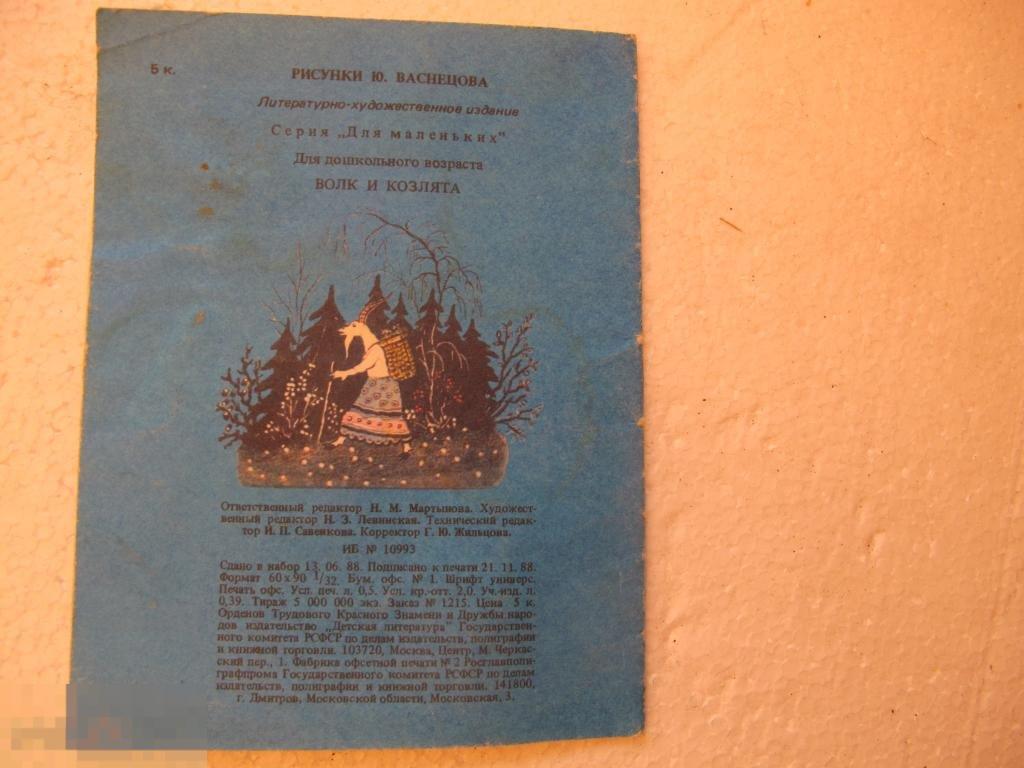 5 к.
РИСУНКИ Ю. ВАСНЕЦОВА
Литературно-художественное издание
Серия „Для маленьких"
Для дошкольного возраста
ВОЛК И КОЗЛЯТА
Ответственный редактор Н. М. Мартынова. Художест-
венный редактор Н. З. Левинская. Технический редак-
тор И. П. Савенкова. Корректор Г. Ю. Жильцова.
ИБ № 10993
Сдано в набор 13. 06. 88. Подписано к печати 21. 11. 88.
Формат 60 x 90 1/32. Бум. офс. № 1. Шрифт универс.
Печать офс. Усл. печ. л. 0,5. Усл. кр.-отт. 2,0. Уч.-изд. л.
0,39. Тираж 5 000 000 экз. Заказ № 1215. Цена 5 к.
Орденов Трудового Красного Знамени и Дружбы наро-
дов издательство „Детская литература" Государствен-
ного комитета РСФСР по делам издательств, полиграфии
и книжной торговли. 103720, Москва, Центр, М. Черкас-
ский пер., 1. Фабрика офсетной печати № 2 Росглавполи-
графпрома Государственного комитета РСФСР по делам
издательств, полиграфии и книжной торговли. 141800,
г. Дмитров, Московской области, Московская, 3.